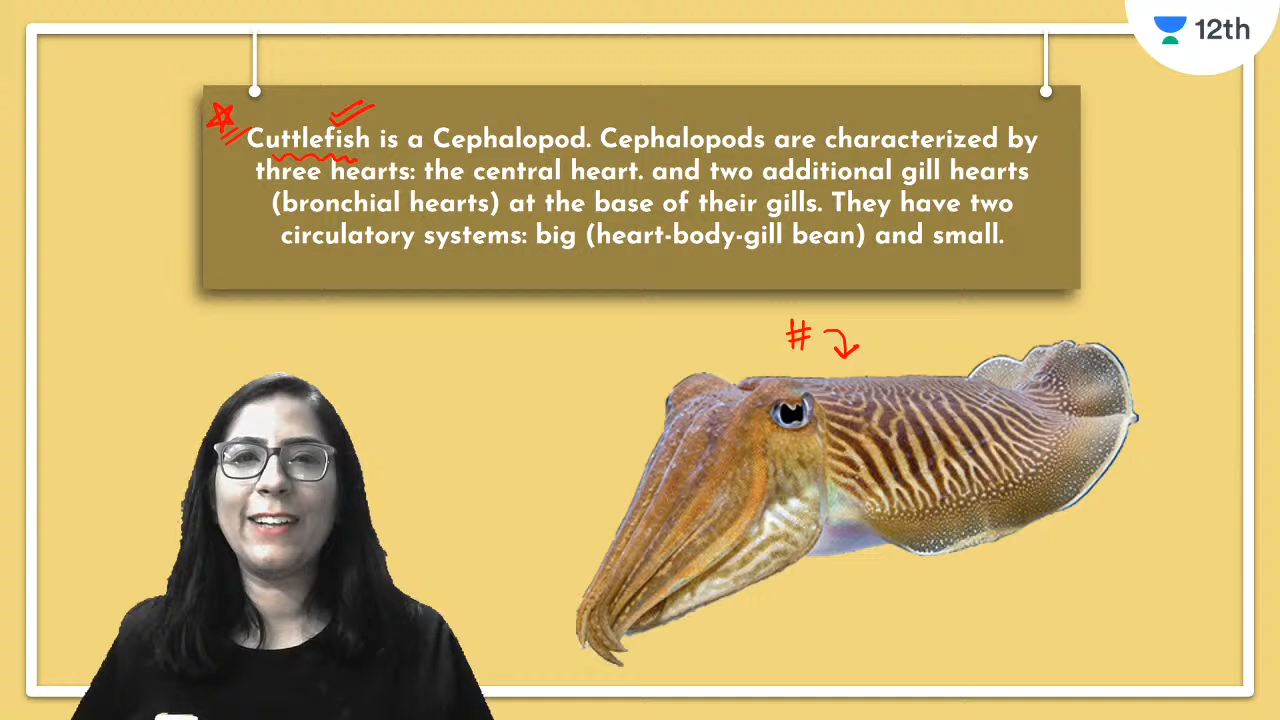 12th
Cuttlefish is a Cephalopod. Cephalopods are characterized by
three hearts: the central heart. and two additional gill hearts
(bronchial hearts) at the base of their gills. They have two
circulatory systems: big (heart-body-gill bean) and small.
#